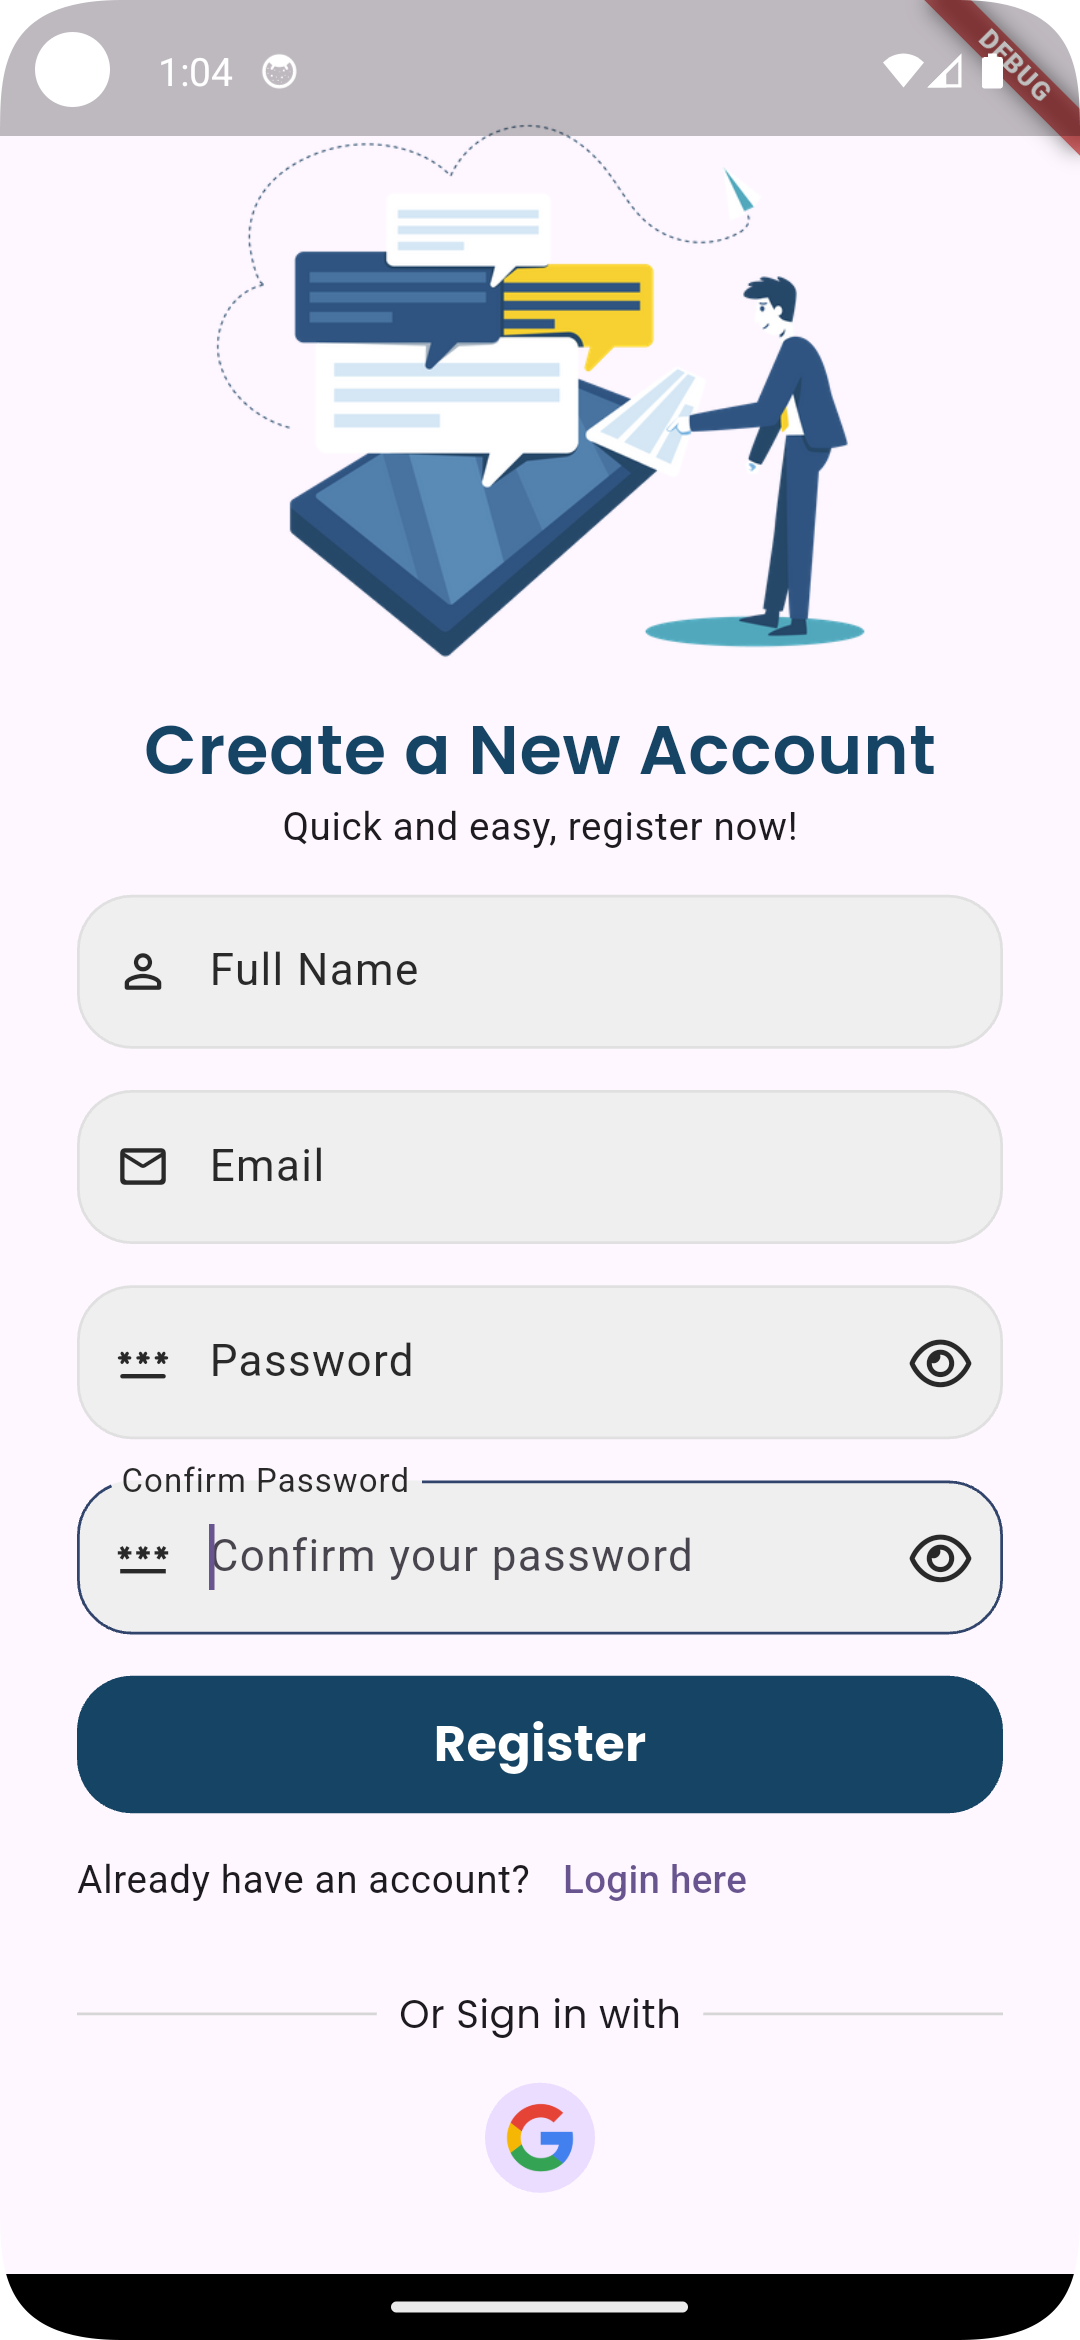 1:04
DEBUG
Create a New Account
Quick and easy, register now!
Full Name
Email
*** Password
Confirm Password
*** Confirm your password
Register
Already have an account? Login here
Or Sign in with
G